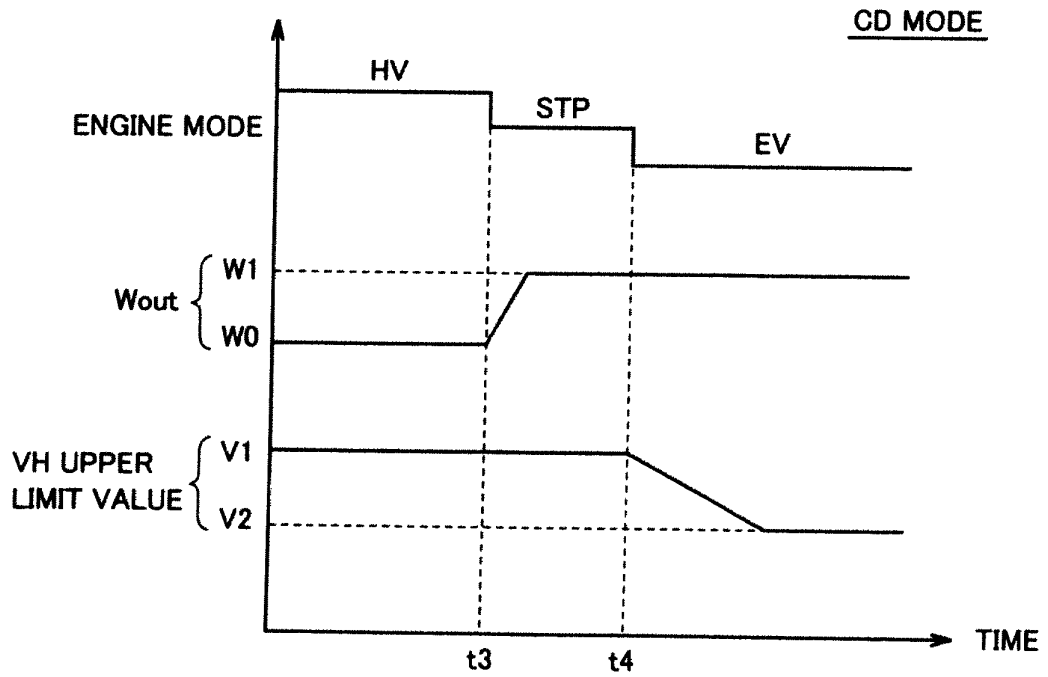 CD MODE
HV
STP
ENGINE MODE
EV
W1
Wout
W0
V1
VH UPPER
LIMIT VALUE
V2
TIME
t3
t4